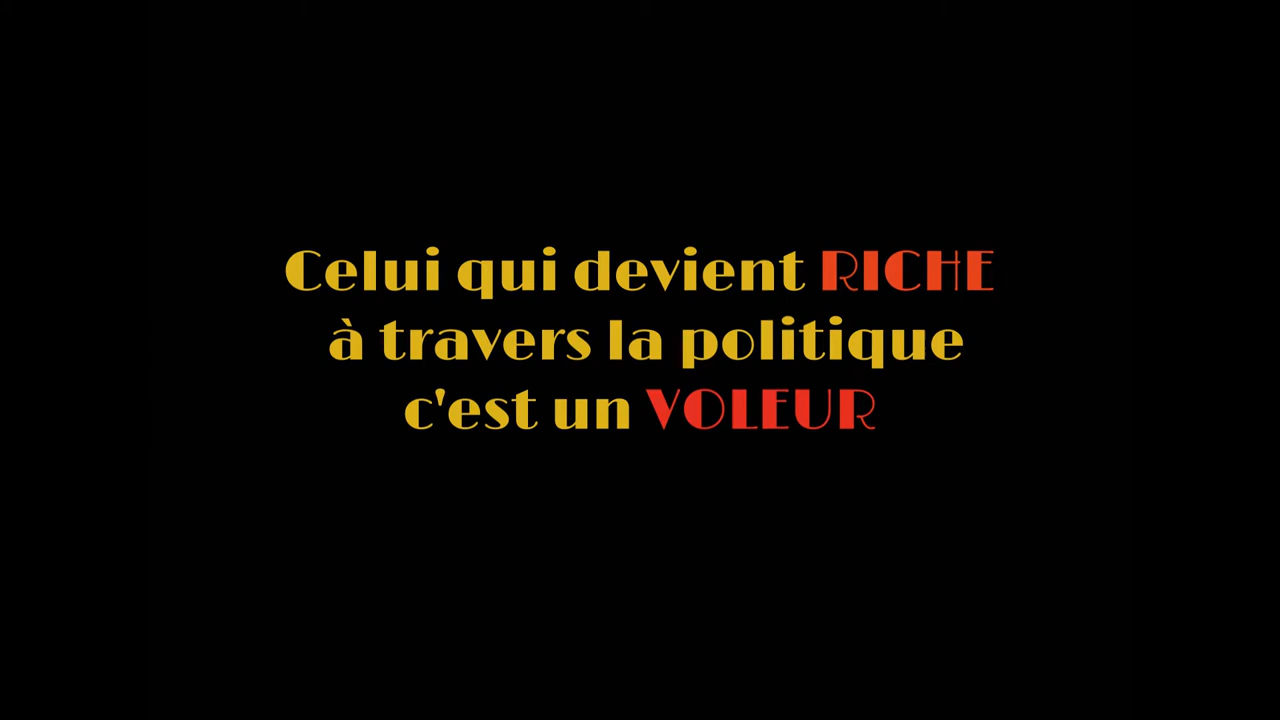 Celui qui devient RICHE
à travers la politique
c'est un VOLEUR